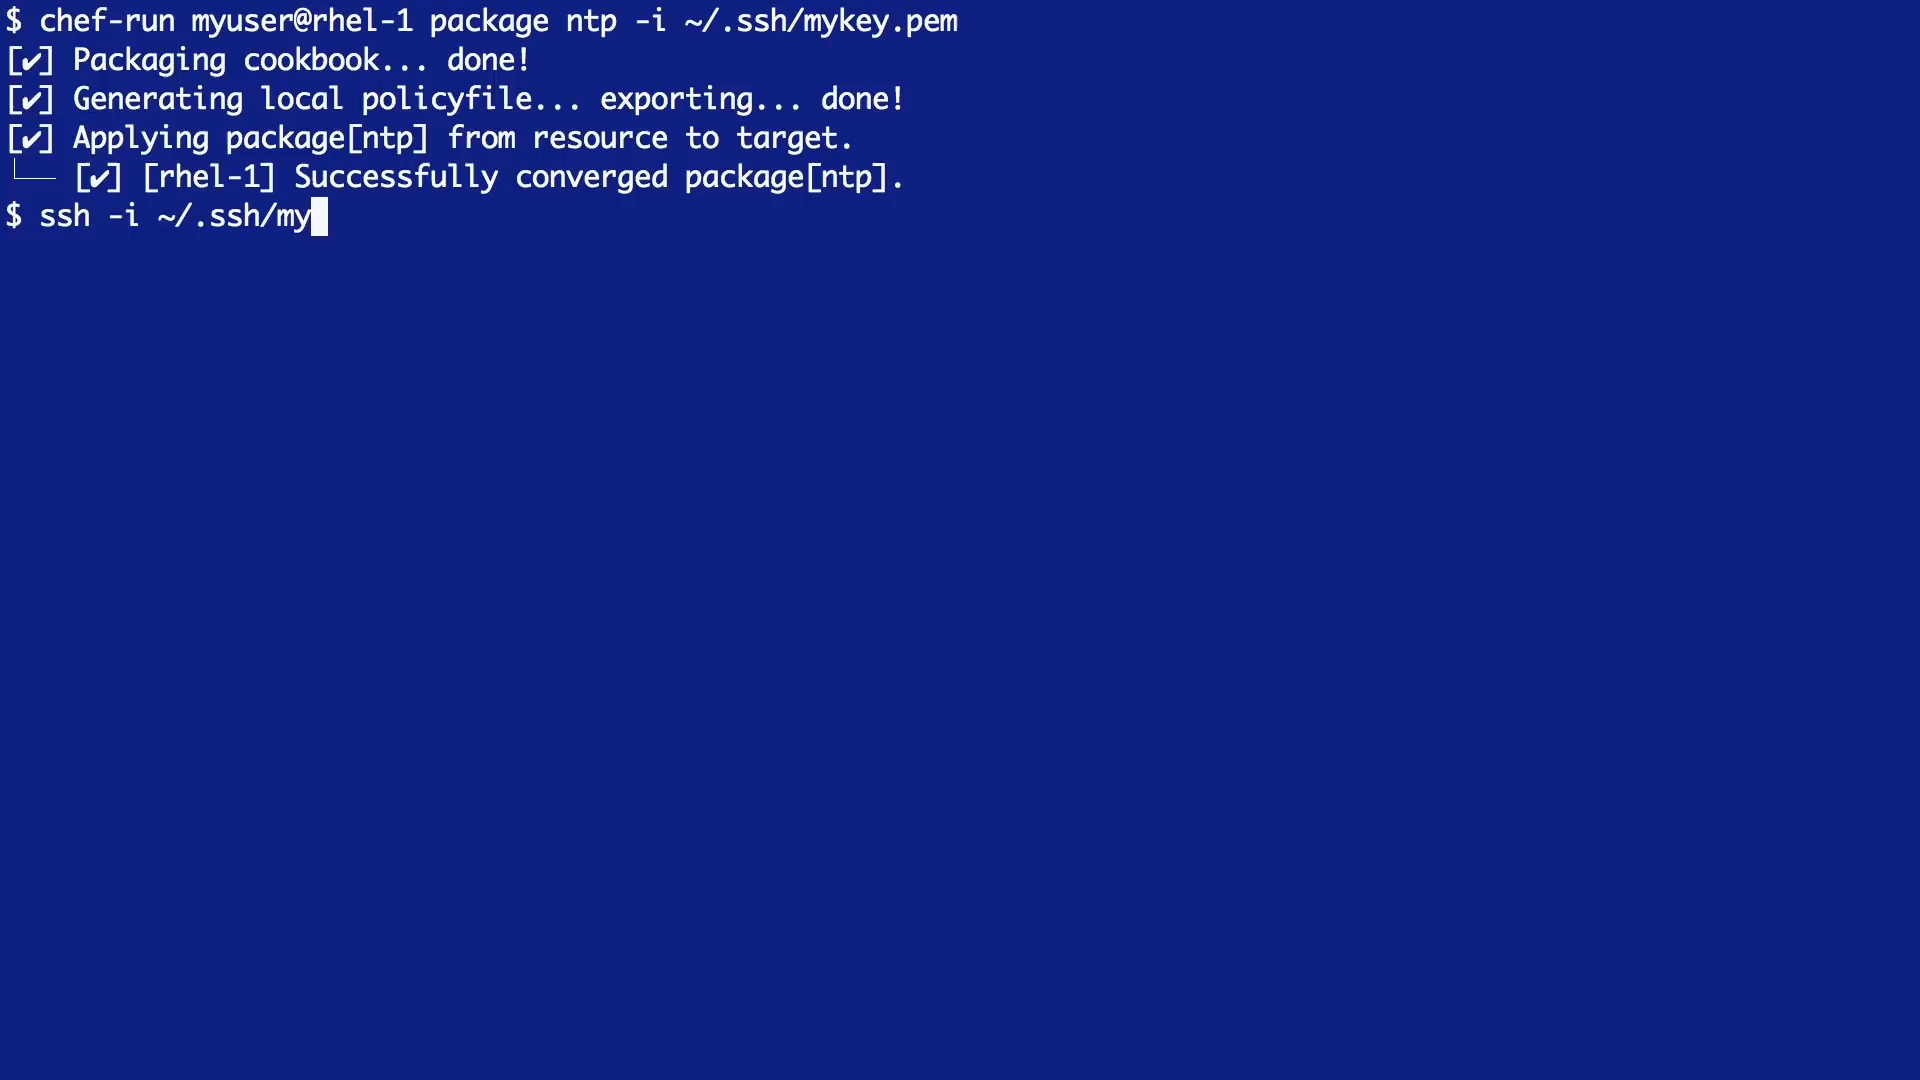 $ chef-run myuser@rhel-1 package ntp -i ~/.ssh/mykey.pem
[✔] Packaging cookbook... done!
[✔] Generating local policyfile... exporting... done!
[✔] Applying package[ntp] from resource to target.
└── [✔] [rhel-1] Successfully converged package[ntp].
$ ssh -i ~/.ssh/my